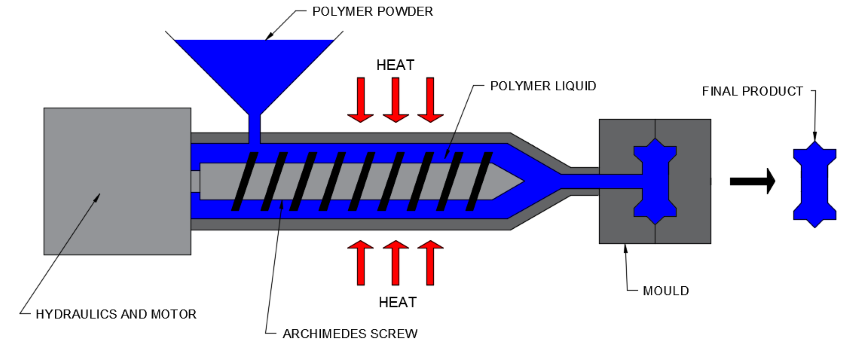 POLYMER POWDER
HEAT
POLYMER LIQUID
FINAL PRODUCT
MOULD
HEAT
HYDRAULICS AND MOTOR
ARCHIMEDES SCREW